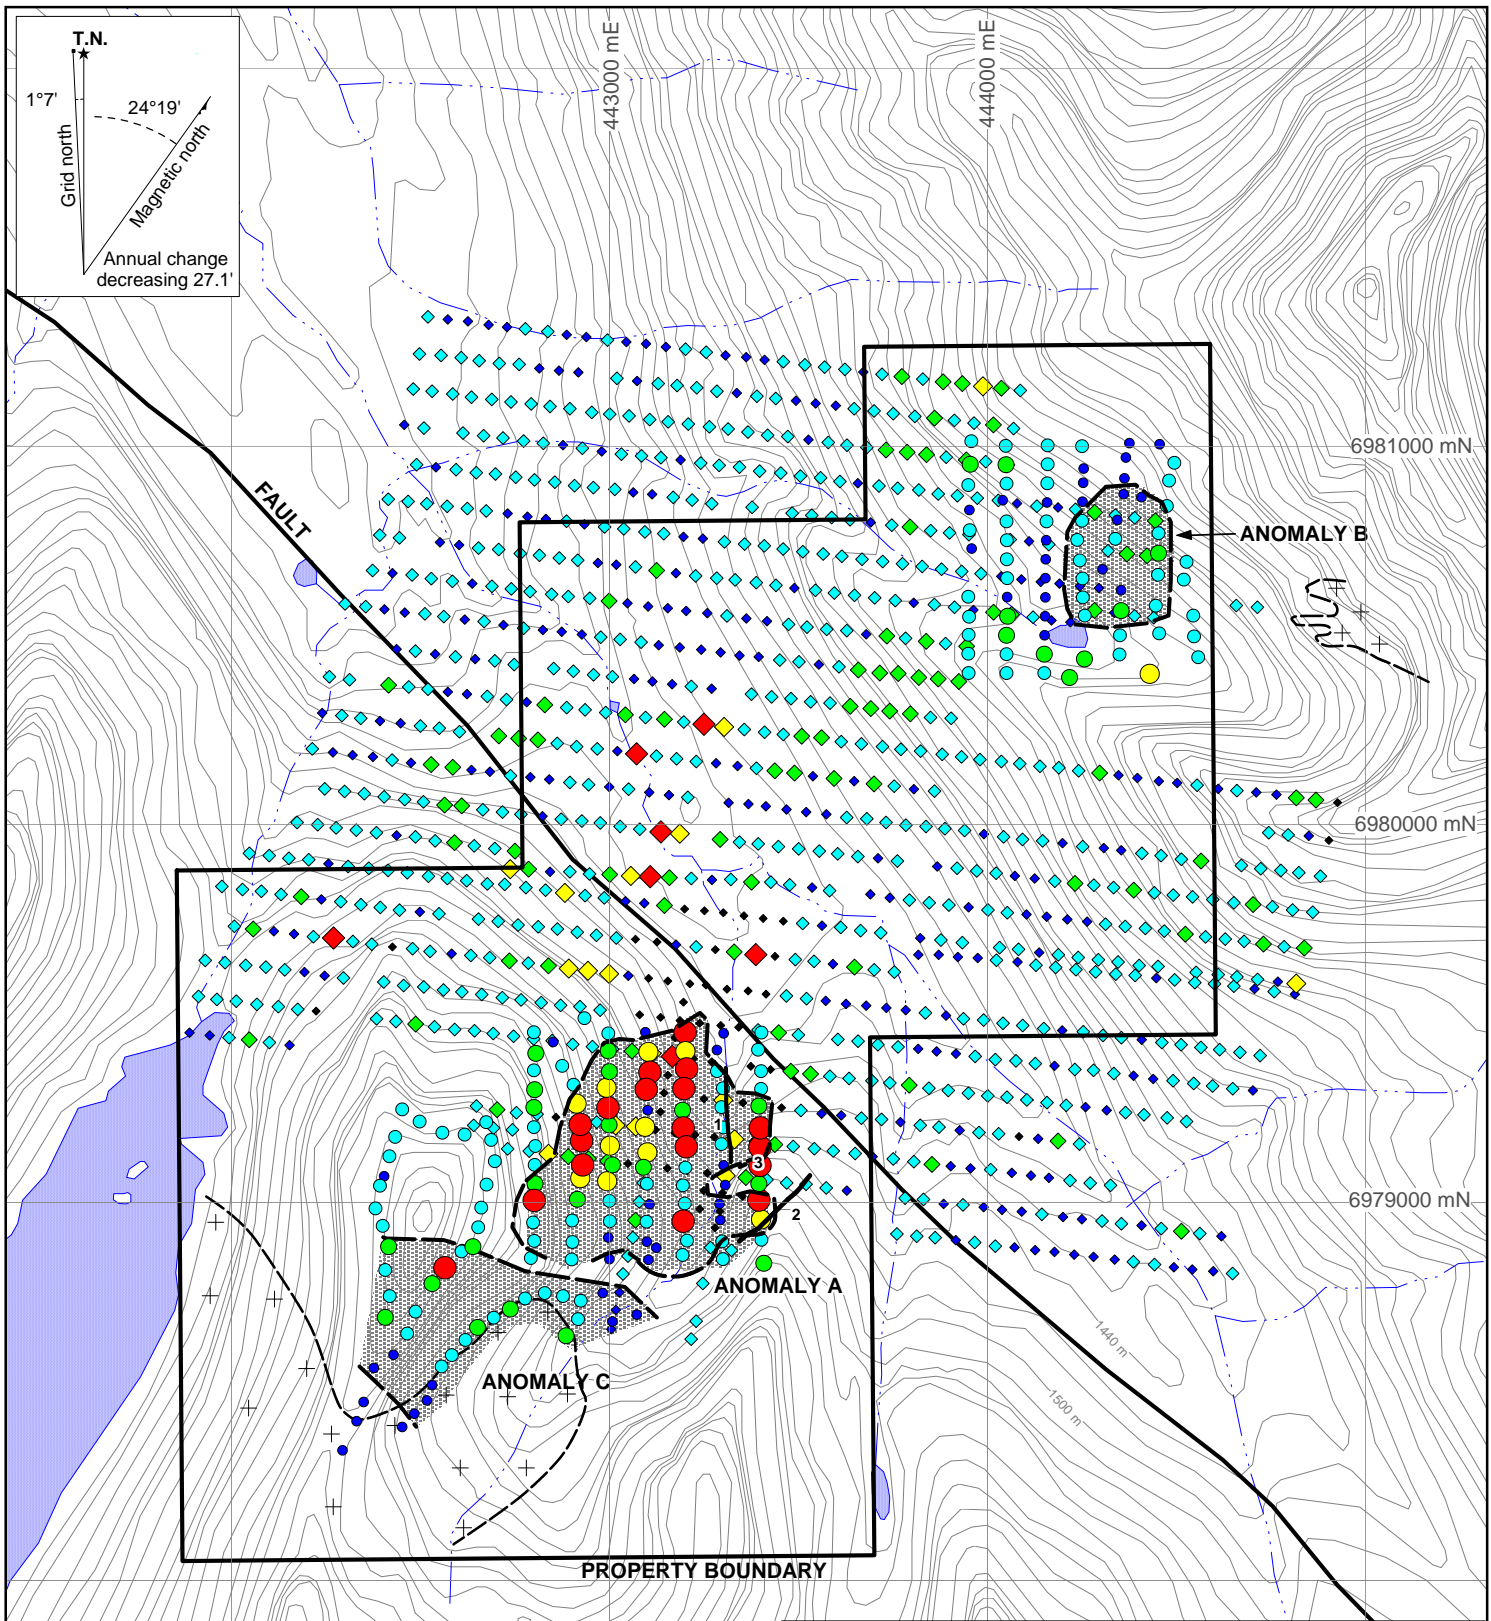 T.N.
1°7'
24°19'
Grid north
Magnetic north
Annual change
decreasing 27.1'
443000 mE
444000 mE
6981000 mN
FAULT
ANOMALY B
6980000 mN
1
3
6979000 mN
2
ANOMALY A
1440 m
ANOMALY C
1500 m
PROPERTY BOUNDARY